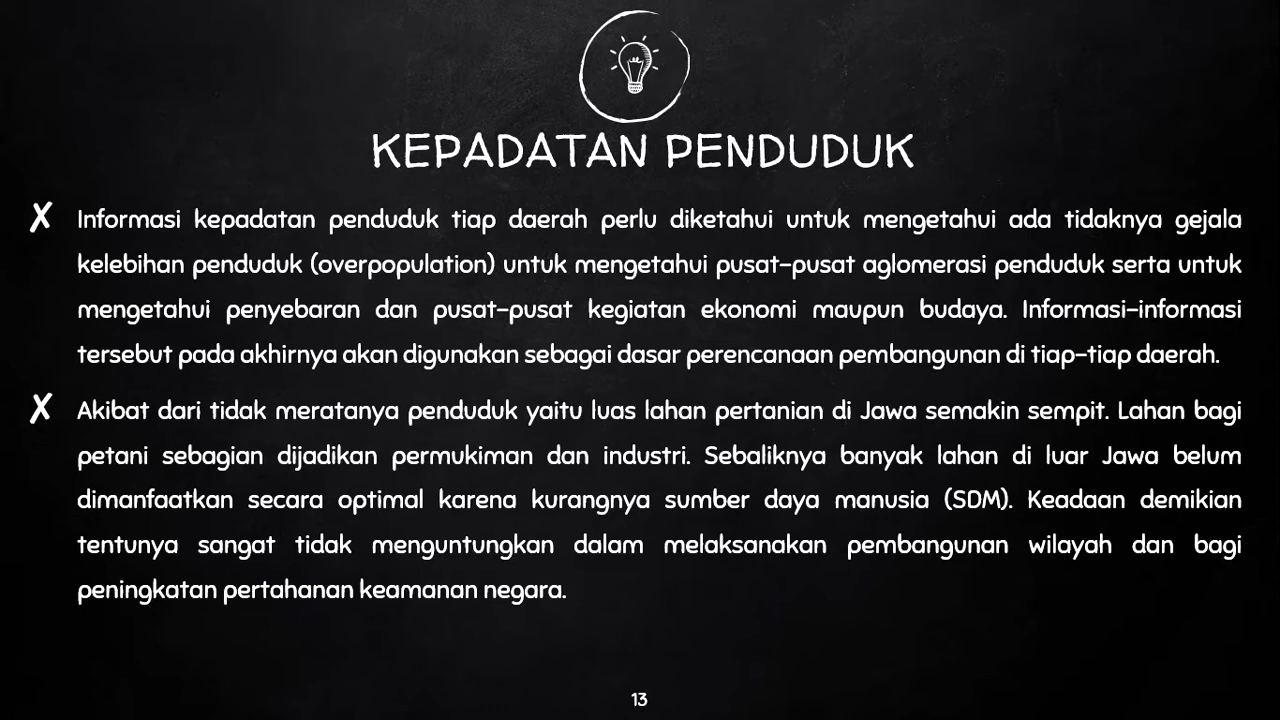 KEPADATAN PENDUDUK
✗ Informasi kepadatan penduduk tiap daerah perlu diketahui untuk mengetahui ada tidaknya gejala
kelebihan penduduk (overpopulation) untuk mengetahui pusat-pusat aglomerasi penduduk serta untuk
mengetahui penyebaran dan pusat-pusat kegiatan ekonomi maupun budaya. Informasi-informasi
tersebut pada akhirnya akan digunakan sebagai dasar perencanaan pembangunan di tiap-tiap daerah.
✗ Akibat dari tidak meratanya penduduk yaitu luas lahan pertanian di Jawa semakin sempit. Lahan bagi
petani sebagian dijadikan permukiman dan industri. Sebaliknya banyak lahan di luar Jawa belum
dimanfaatkan secara optimal karena kurangnya sumber daya manusia (SDM). Keadaan demikian
tentunya sangat tidak menguntungkan dalam melaksanakan pembangunan wilayah dan bagi
peningkatan pertahanan keamanan negara.
13